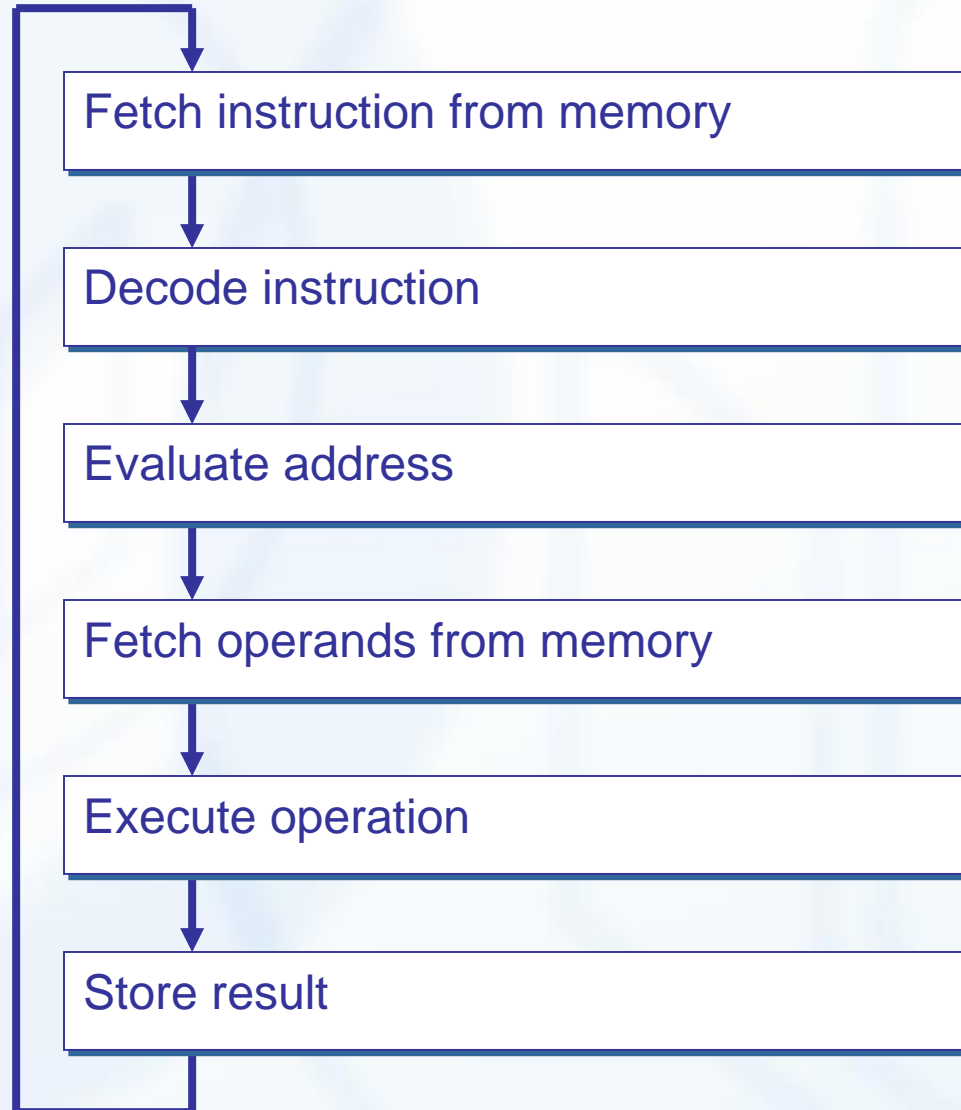 Fetch instruction from memory
Decode instruction
Evaluate address
Fetch operands from memory
Execute operation
Store result